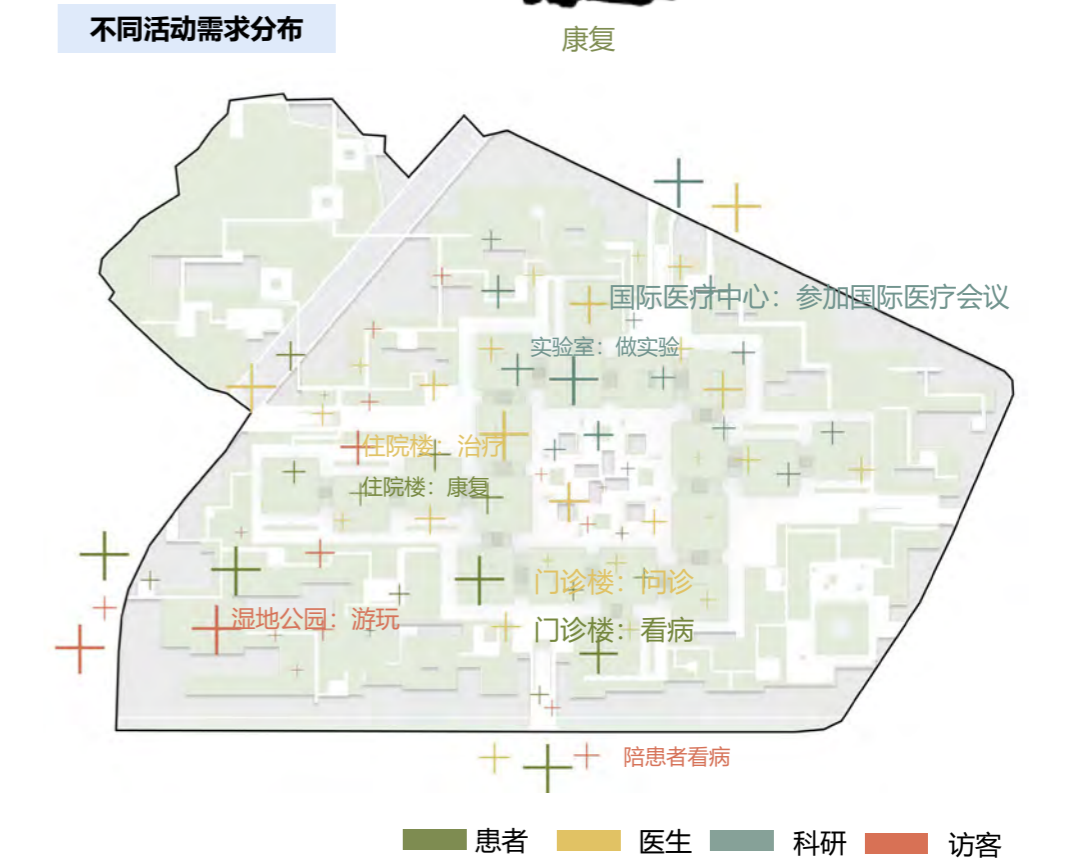 不同活动需求分布
康复
国际医疗中心：参加国际医疗会议
实验室：做实验
住院楼：治疗
住院楼：康复
门诊楼：问诊
湿地公园：游玩
门诊楼：看病
陪患者看病
患者
医生
科研
访客